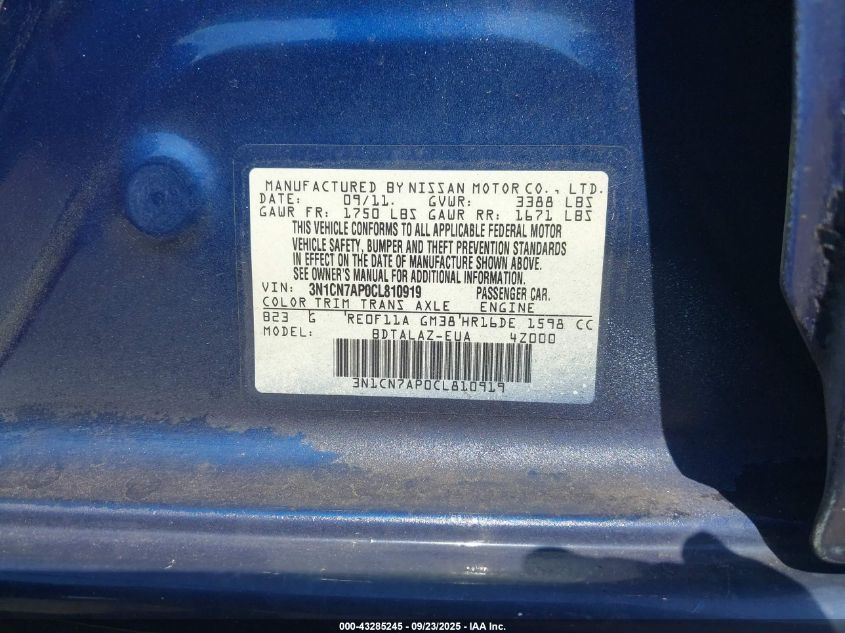 MANUFACTURED BY NISSAN MOTOR CO., LTD.
DATE: 09/11. GVWR: 3388 LBS
GAWR FR: 1750 LBS GAWR RR: 1671 LBS
THIS VEHICLE CONFORMS TO ALL APPLICABLE FEDERAL MOTOR
VEHICLE SAFETY, BUMPER AND THEFT PREVENTION STANDARDS
IN EFFECT ON THE DATE OF MANUFACTURE SHOWN ABOVE.
SEE OWNER'S MANUAL FOR ADDITIONAL INFORMATION.
VIN: 3N1CN7AP0CL810919 PASSENGER CAR.
COLOR TRIM TRANS AXLE ENGINE
B23 G 'RE0F11A GM38'HR16DE 1598 CC
MODEL: BDTALAZ-EUA 4Z000
3N1CN7AP0CL810919
000-43285245 - 09/23/2025 - IAA Inc.